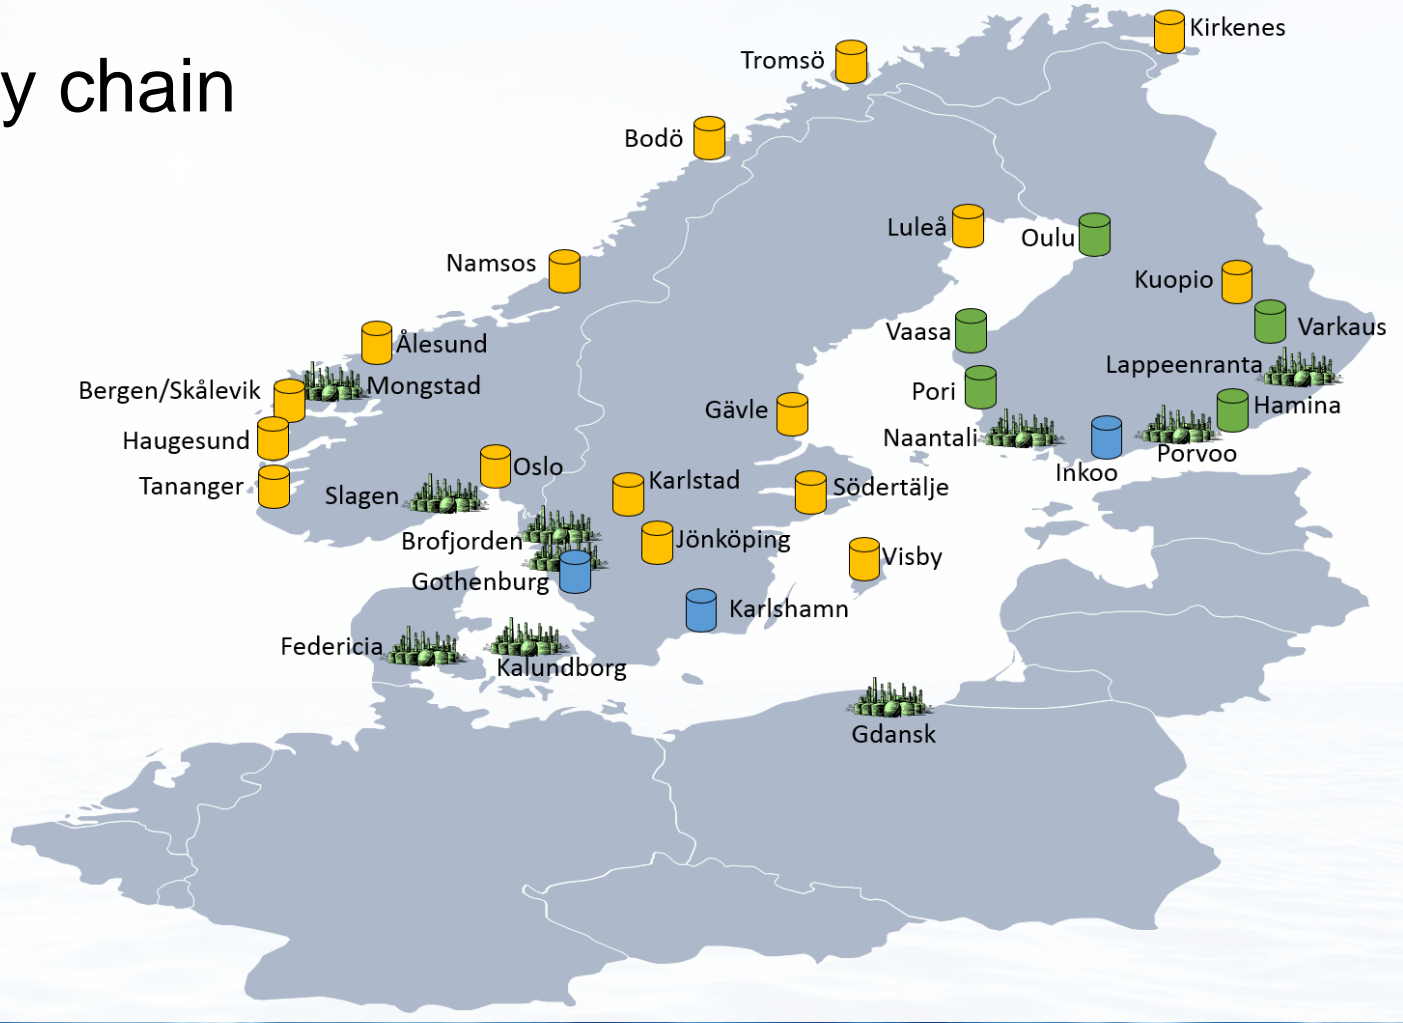 y chain
Kirkenes
Tromsö
Bodö
Luleå
Oulu
Namsos
Kuopio
Varkaus
Vaasa
Ålesund
Lappeenranta
Bergen/Skålevik
Mongstad
Pori
Hamina
Gävle
Haugesund
Naantali
Porvoo
Oslo
Inkoo
Karlstad
Tananger
Södertälje
Slagen
Brofjorden
Jönköping
Visby
Gothenburg
Karlshamn
Federicia
Kalundborg
Gdansk